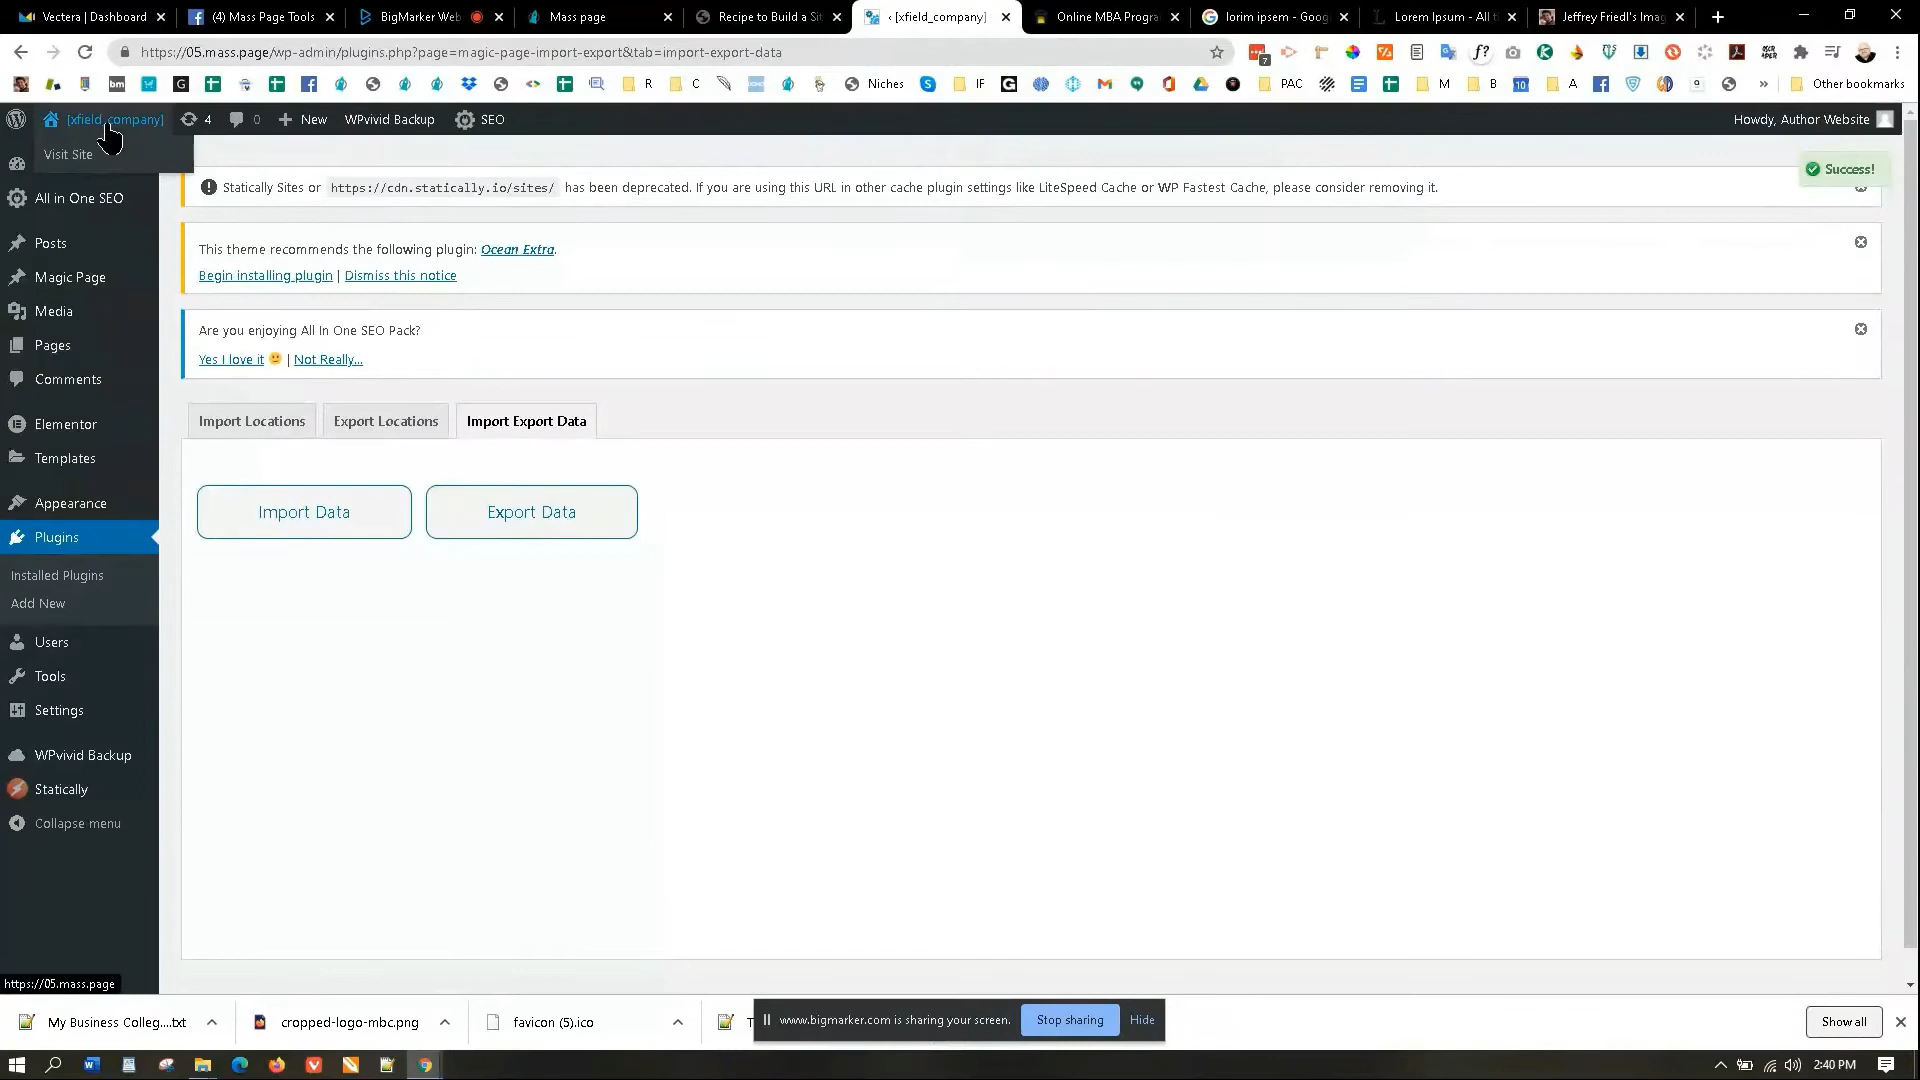 Vectera | Dashboard
(4) Mass Page Tools
BigMarker Web
Mass page
Recipe to Build a Sit
‹ [xfield_company]
Online MBA Progra
lorim ipsem - Goog
Lorem Ipsum - All t
Jeffrey Friedl's Imag
https://05.mass.page/wp-admin/plugins.php?page=magic-page-import-export&tab=import-export-data
f?
7
bm
G
R
C
Niches
IF
PAC
M
B
10
A
Other bookmarks
[xfield_company]
4
0
New
WPvivid Backup
SEO
Howdy, Author Website
Visit Site
Success!
Statically Sites or https://cdn.statically.io/sites/ has been deprecated. If you are using this URL in other cache plugin settings like LiteSpeed Cache or WP Fastest Cache, please consider removing it.
All in One SEO
Posts
Magic Page
Media
Pages
Comments
Elementor
Templates
Appearance
Plugins
Installed Plugins
Add New
Users
Tools
Settings
WPvivid Backup
Statically
Collapse menu
This theme recommends the following plugin: Ocean Extra.
Begin installing plugin | Dismiss this notice
Are you enjoying All In One SEO Pack?
Yes I love it | Not Really...
Import Locations
Export Locations
Import Export Data
Import Data
Export Data
https://05.mass.page
My Business Colleg....txt
cropped-logo-mbc.png
favicon (5).ico
www.bigmarker.com is sharing your screen.
Stop sharing
Hide
Show all
2:40 PM